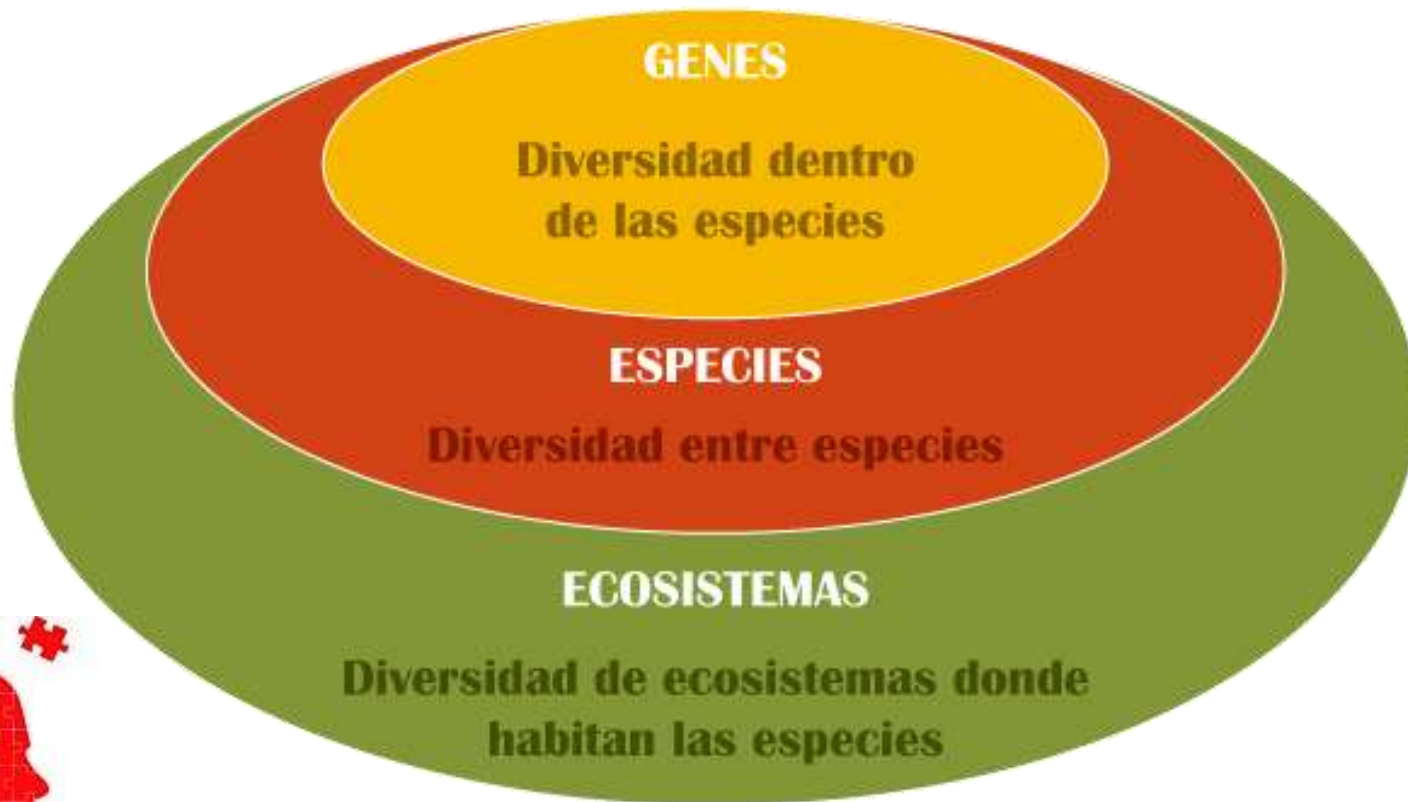 GENES
Diversidad dentro
de las especies
ESPECIES
Diversidad entre especies
ECOSISTEMAS
Diversidad de ecosistemas donde
habitan las especies